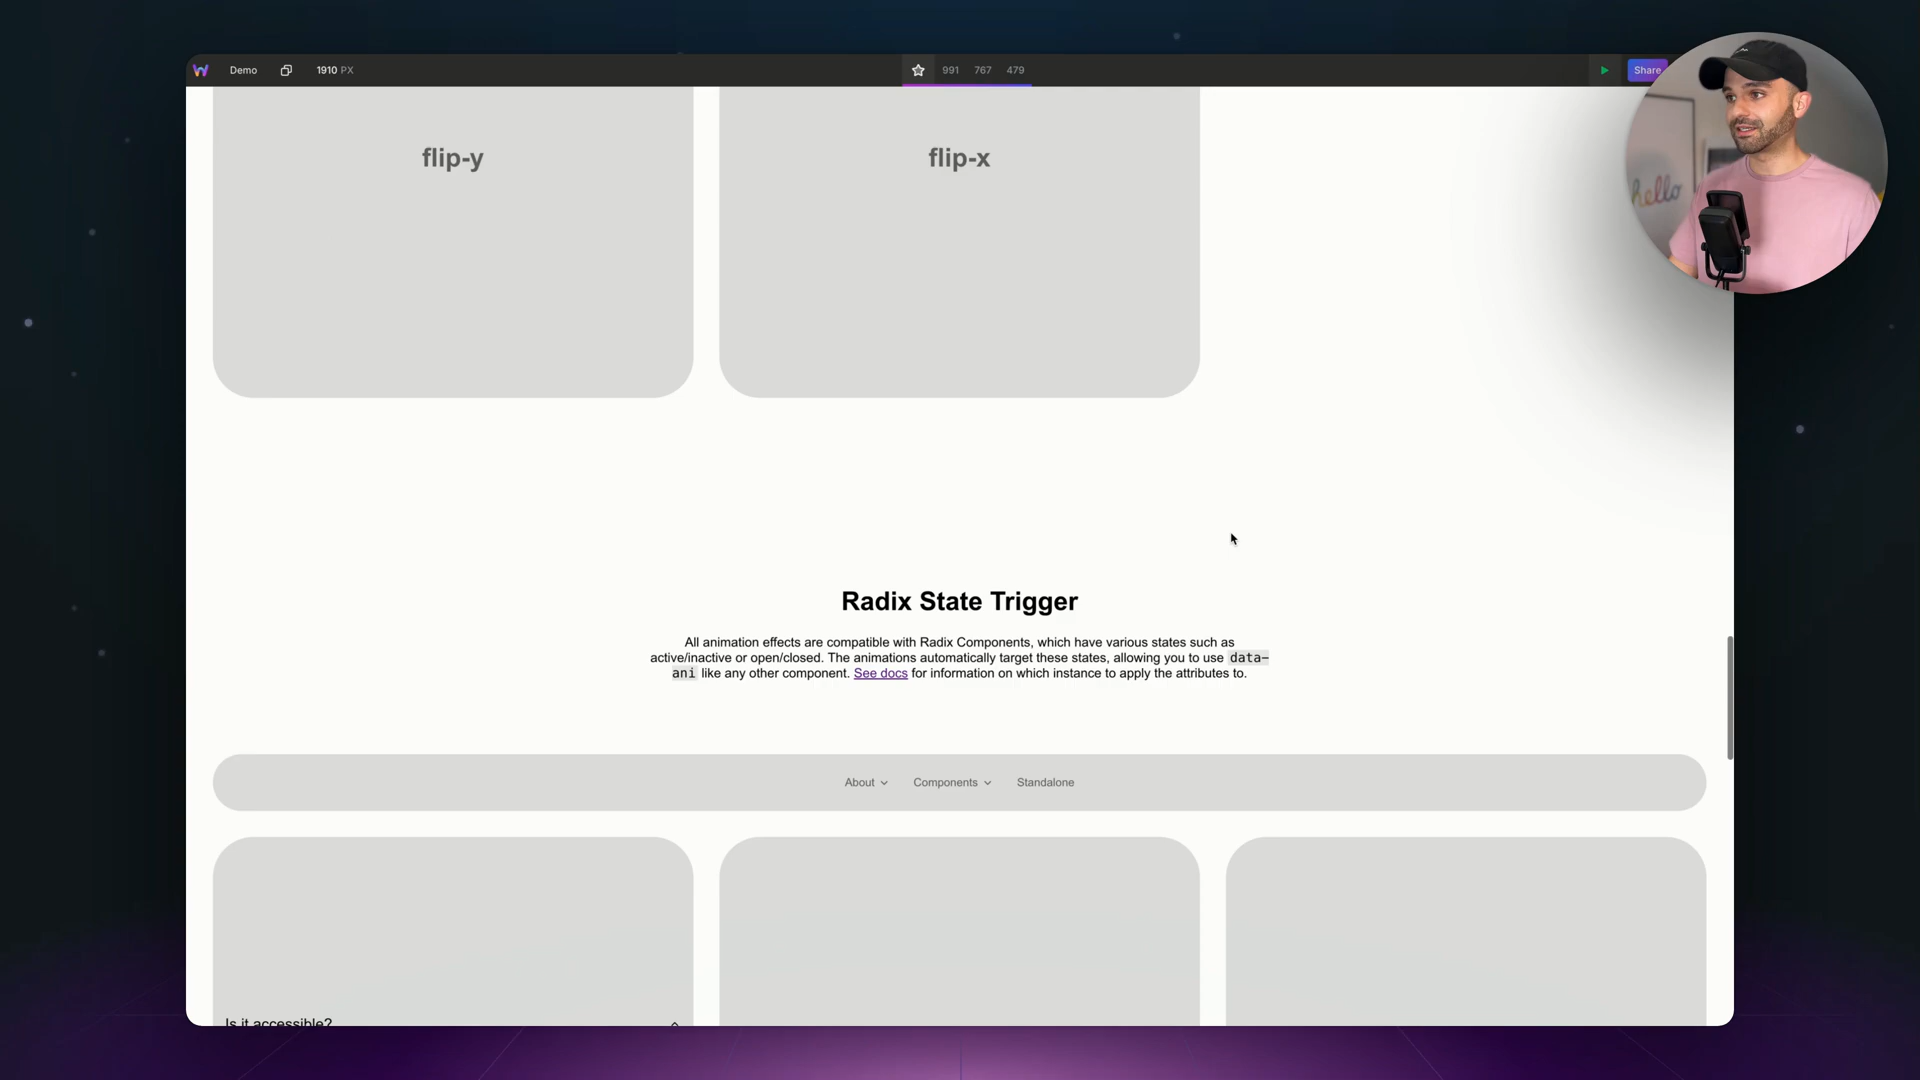 Demo 1910 PX 991 767 479 Share
hello
flip-y flip-x
Radix State Trigger
All animation effects are compatible with Radix Components, which have various states such as
active/inactive or open/closed. The animations automatically target these states, allowing you to use data-
ani like any other component. See docs for information on which instance to apply the attributes to.
About Components Standalone
Is it accessible?